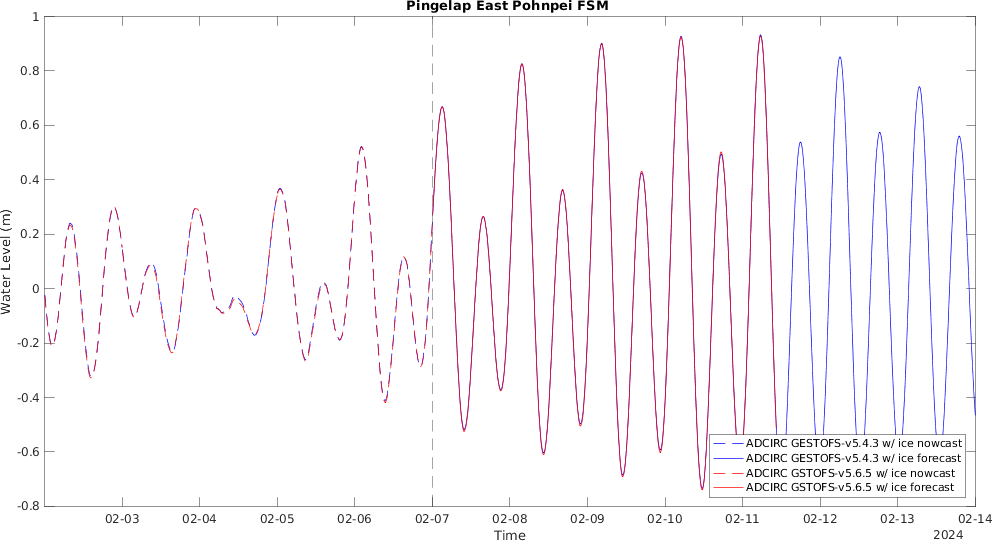 Pingelap East Pohnpei FSM
Water Level (m)
1
0.8
0.6
0.4
0.2
0
-0.2
-0.4
-0.6
-0.8
ADCIRC GESTOFS-v5.4.3 w/ ice nowcast
ADCIRC GESTOFS-v5.4.3 w/ ice forecast
ADCIRC GSTOFS-v5.6.5 w/ ice nowcast
ADCIRC GSTOFS-v5.6.5 w/ ice forecast
02-03 02-04 02-05 02-06 02-07 02-08 02-09 02-10 02-11 02-12 02-13 02-14
Time
2024